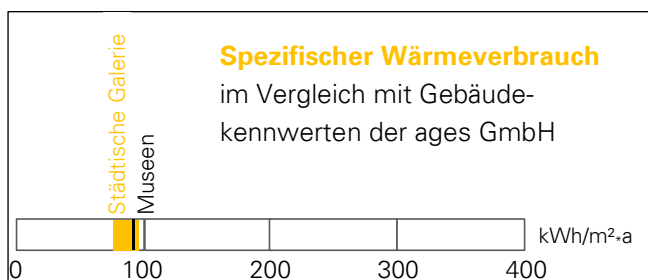 Städtische Galerie
Museen
Spezifischer Wärmeverbrauch
im Vergleich mit Gebäude-
kennwerten der ages GmbH
kWh/m²*a
0 100 200 300 400